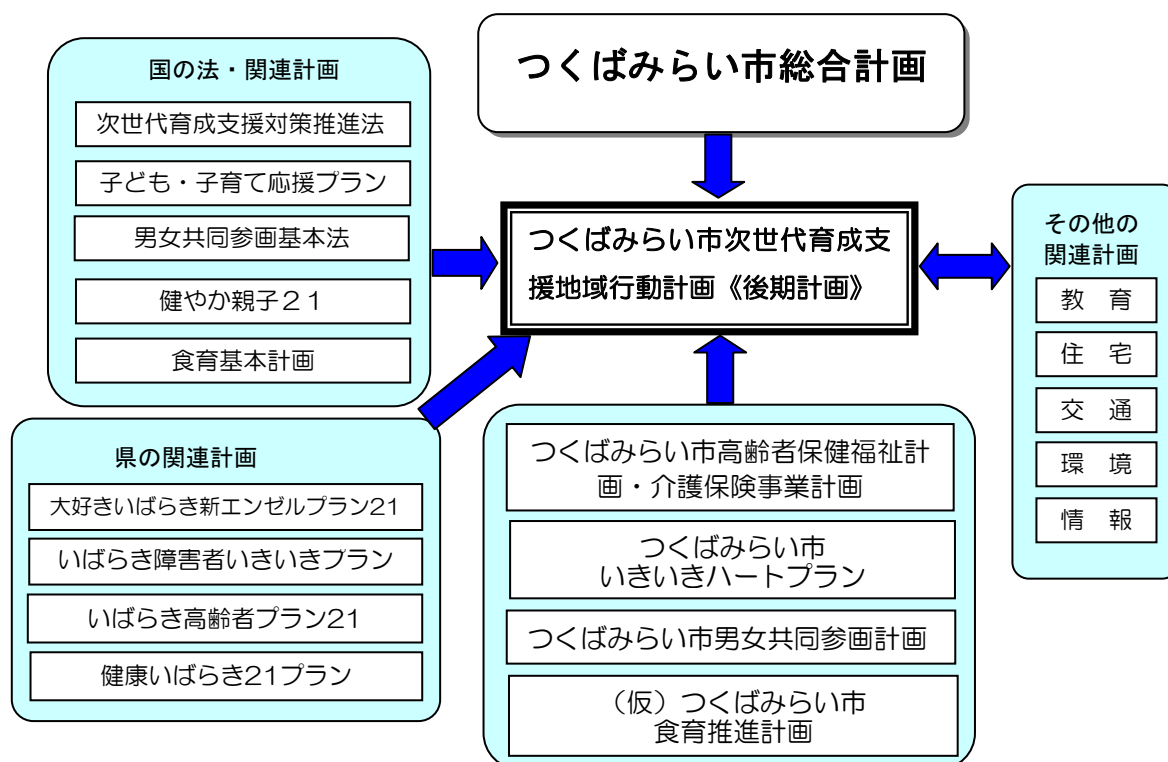 つくばみらい市総合計画
国の法・関連計画
次世代育成支援対策推進法
子ども・子育て応援プラン
男女共同参画基本法
健やか親子２１
食育基本計画
つくばみらい市次世代育成支
援地域行動計画《後期計画》
その他の
関連計画
教　育
住　宅
交　通
環　境
情　報
県の関連計画
大好きいばらき新エンゼルプラン21
いばらき障害者いきいきプラン
いばらき高齢者プラン21
健康いばらき21プラン
つくばみらい市高齢者保健福祉計
画・介護保険事業計画
つくばみらい市
いきいきハートプラン
つくばみらい市男女共同参画計画
（仮）つくばみらい市
食育推進計画